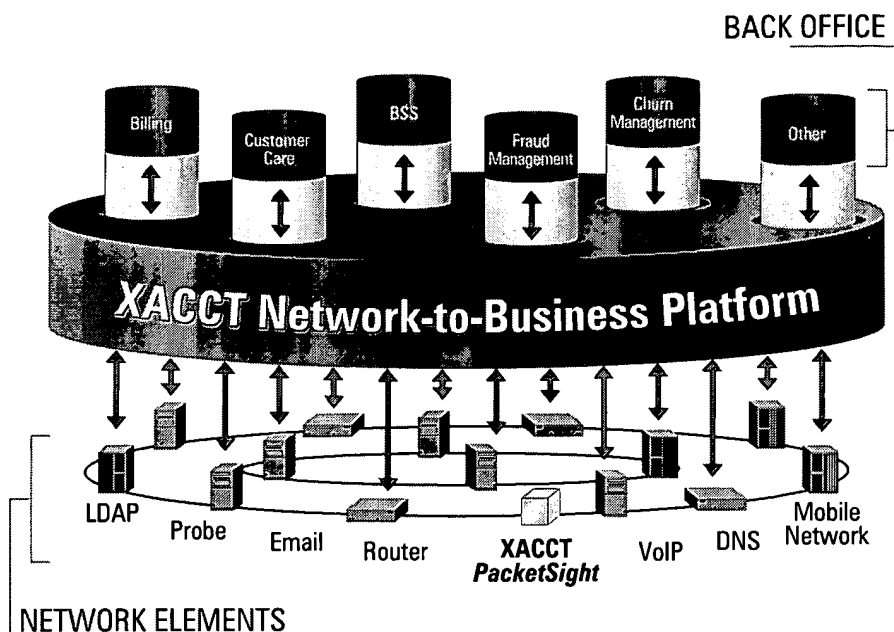 BACK OFFICE
Billing
Customer
Care
BSS
Fraud
Management
Churn
Management
Other
XACCT Network-to-Business Platform
LDAP
Probe
Email
Router
XACCT
PacketSight
VoIP
DNS
Mobile
Network
NETWORK ELEMENTS